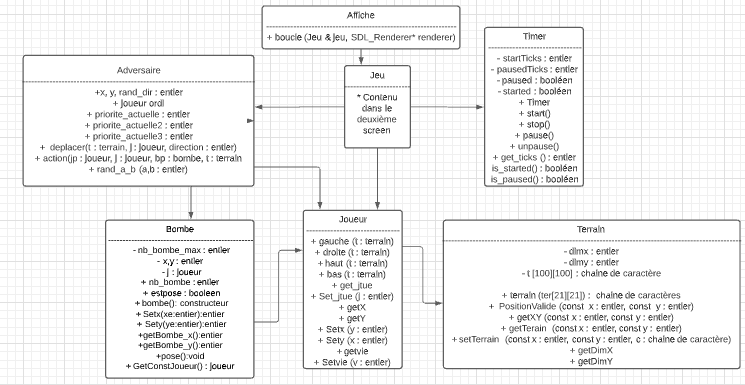 Affiche
+ boucle (Jeu & jeu, SDL_Renderer* renderer)
Adversaire
+x, y, rand_dir : entier
+ joueur ordi
+ priorite_actuelle : entier
+ priorite_actuelle2 : entier
+ priorite_actuelle3 : entier
+ deplacer(t : terrain, j : joueur, direction : entier)
+ action(jp : joueur, j : joueur, bp : bombe, t : terrain
+ rand_a_b (a,b : entier)
Jeu
* Contenu
dans le
deuxième
screen
Timer
- startTicks : entier
- pausedTicks : entier
- paused : booléen
- started : booléen
+ Timer
+ start()
+ stop()
+ pause()
+ unpause()
+ get_ticks () : entier
is_started() : booléen
is_paused() : booléen
Bombe
- nb_bombe_max : entier
- x,y : entier
- j : joueur
+ nb_bombe : entier
+ estpose : booleen
+ bombe() : constructeur
+ Setx(xe:entier):entier
+ Sety(ye:entier):entier
+getBombe_x():entier
+ getBombe_y():entier
+pose():void
+ GetConstJoueur() : joueur
Joueur
+ gauche (t : terrain)
+ droite (t : terrain)
+ haut (t : terrain)
+ bas (t : terrain)
+ get_jtue
+ Set_jtue (j : entier)
+ getX
+ getY
+ Setx (y : entier)
+ Sety (x : entier)
+ getvie
+ Setvie (v : entier)
Terrain
- dimx : entier
- dimy : entier
- t [100][100] : chaîne de caractère
+ terrain (ter[21][21]) : chaîne de caractères
+ PositionValide (const x : entier, const y : entier)
+ getXY (const x : entier, const y : entier)
+ getTerrain (const x : entier, const y : entier)
+ setTerrain (const x : entier, const y : entier, c : chaîne de caractère)
+ getDimX
+ getDimY